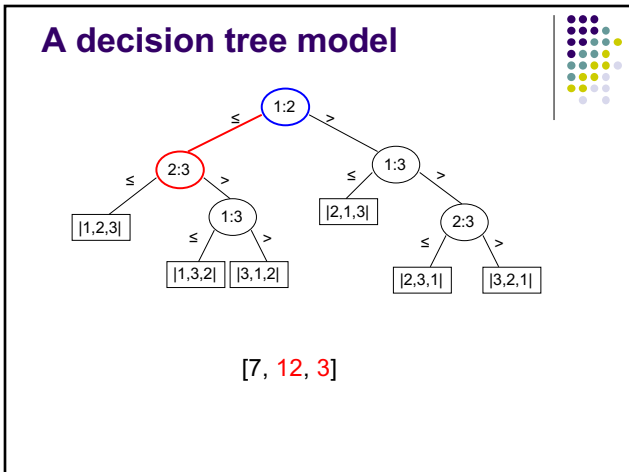 A decision tree model
1:2
≤ >
2:3 1:3
≤ > ≤ >
|1,2,3| 1:3 |2,1,3| 2:3
≤ > ≤ >
|1,3,2| |3,1,2| |2,3,1| |3,2,1|
[7, 12, 3]